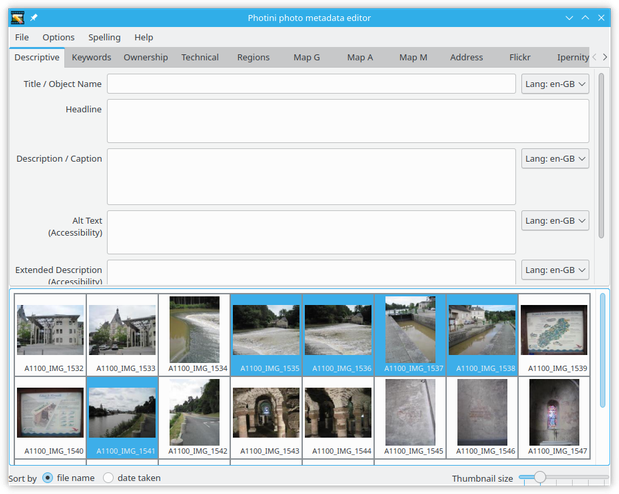 Photini photo metadata editor
File Options Spelling Help
Descriptive Keywords Ownership Technical Regions Map G Map A Map M Address Flickr Ipernity
Title / Object Name Lang: en-GB
Headline
Description / Caption Lang: en-GB
Alt Text Lang: en-GB
(Accessibility)
Extended Description Lang: en-GB
(Accessibility)
A1100_IMG_1532 A1100_IMG_1533 A1100_IMG_1534 A1100_IMG_1535 A1100_IMG_1536 A1100_IMG_1537 A1100_IMG_1538 A1100_IMG_1539
A1100_IMG_1540 A1100_IMG_1541 A1100_IMG_1542 A1100_IMG_1543 A1100_IMG_1544 A1100_IMG_1545 A1100_IMG_1546 A1100_IMG_1547
Sort by file name date taken Thumbnail size